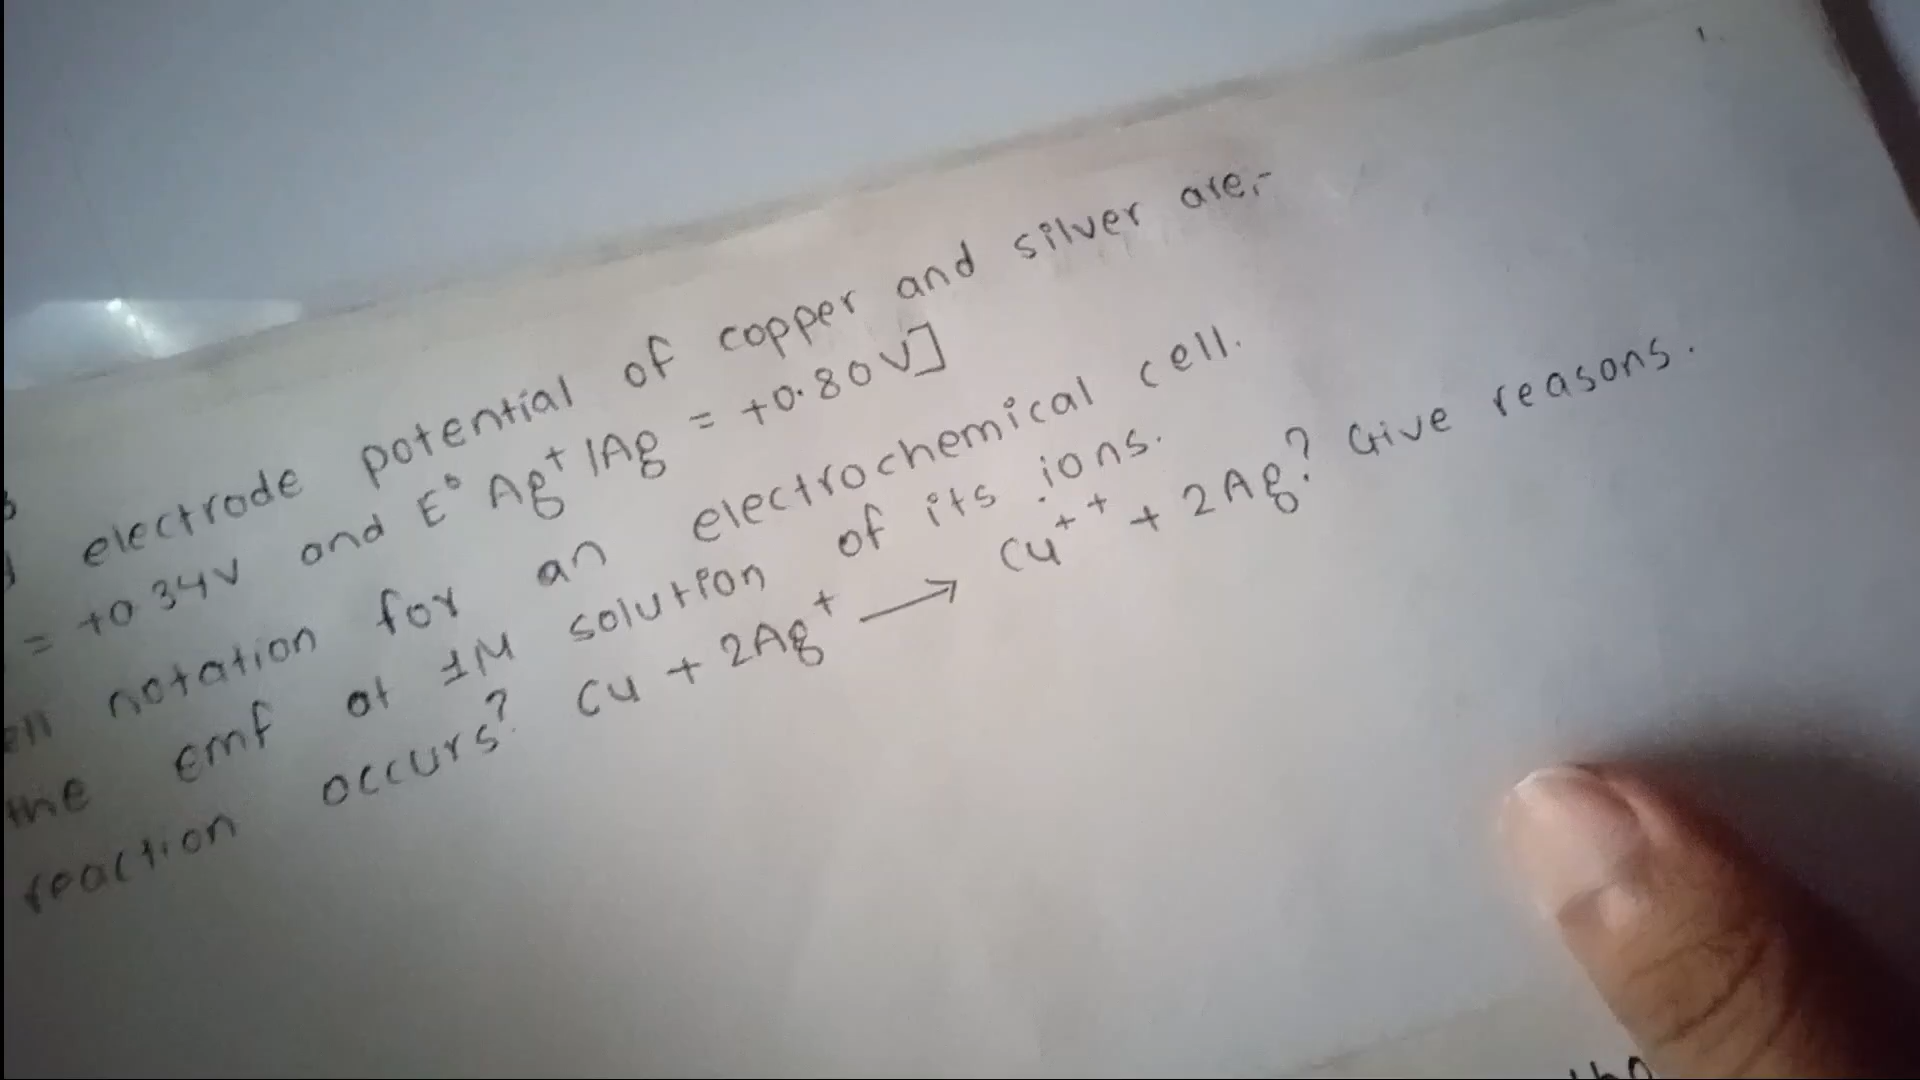 electrode potential of copper and silver are,-
= +0.34V and E° Ag⁺ |Ag = +0.80V]
notation for an electrochemical cell.
the emf at 1M solution of its ions.
reaction occurs? Cu + 2Ag⁺ → Cu⁺⁺ + 2Ag? Give reasons.